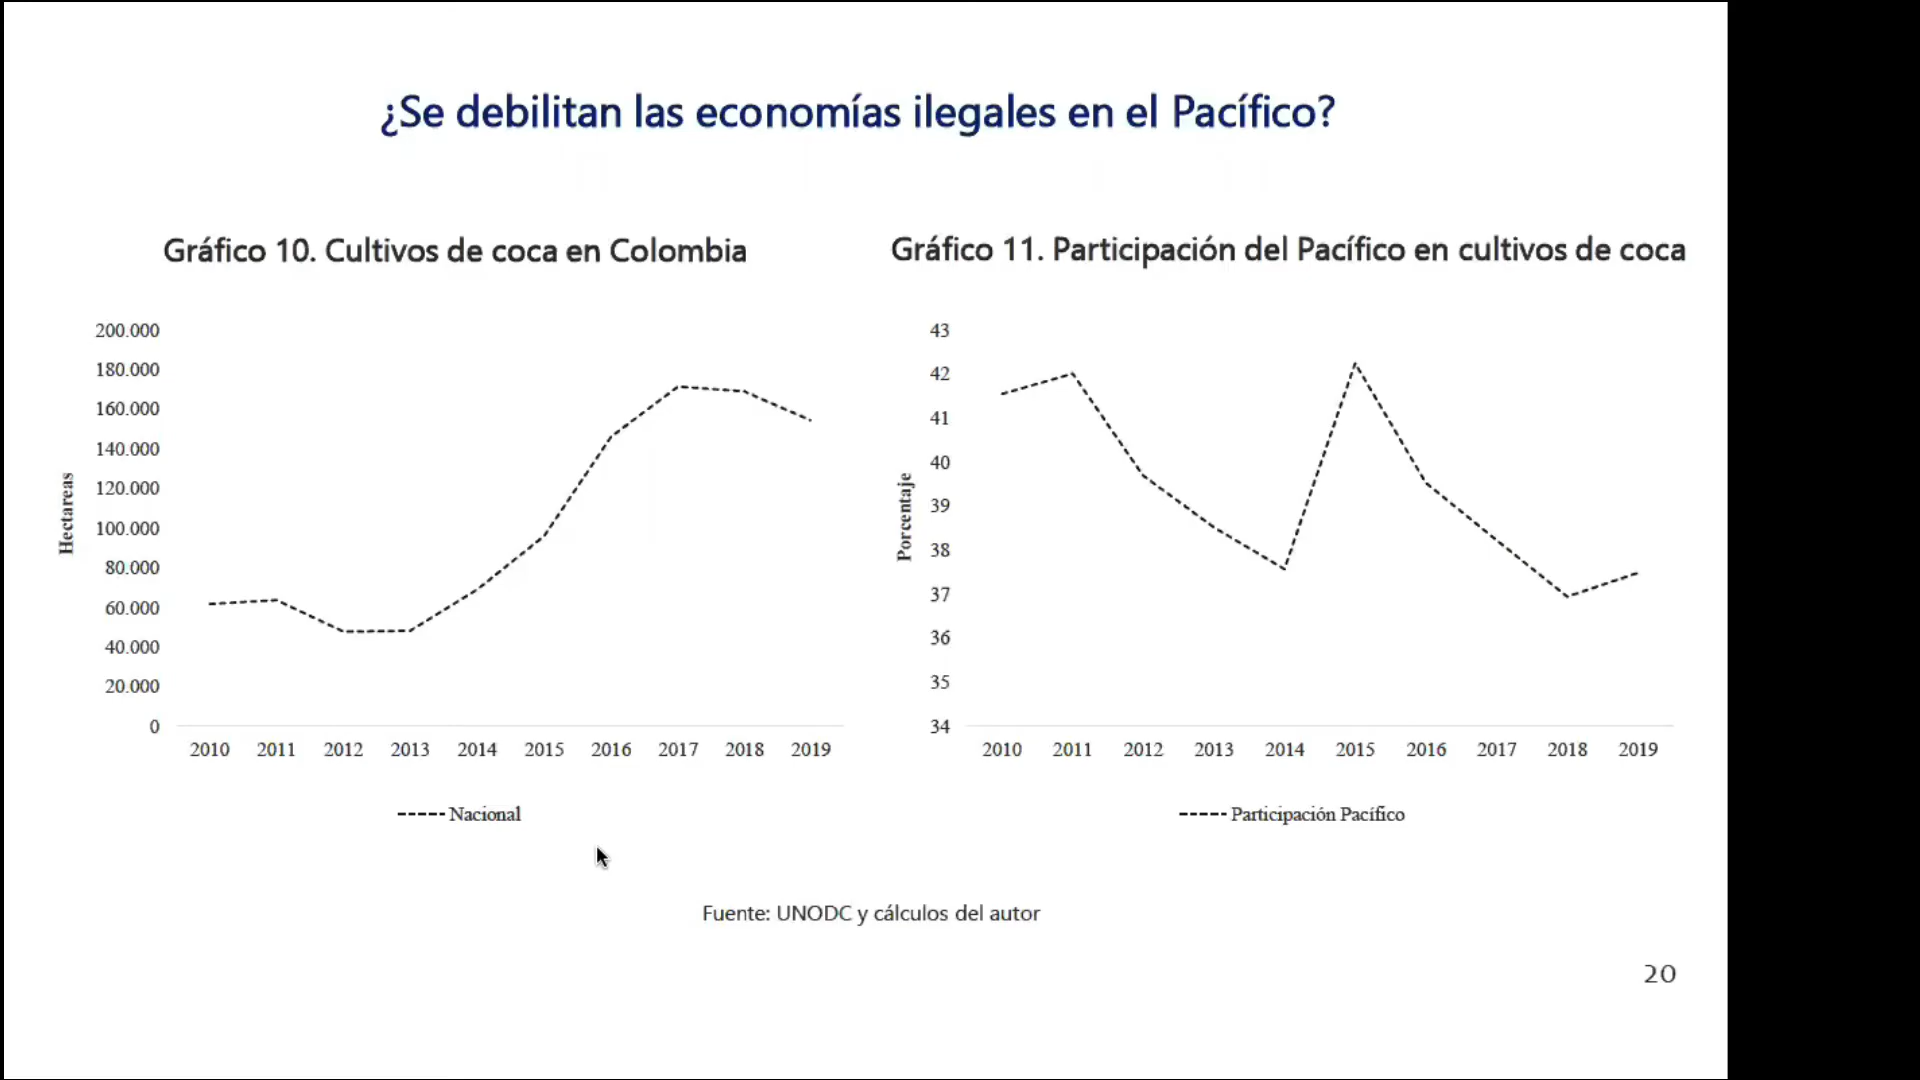 ¿Se debilitan las economías ilegales en el Pacífico?
Gráfico 10. Cultivos de coca en Colombia
Hectareas
200.000
180.000
160.000
140.000
120.000
100.000
80.000
60.000
40.000
20.000
0
2010 2011 2012 2013 2014 2015 2016 2017 2018 2019
Nacional
Gráfico 11. Participación del Pacífico en cultivos de coca
Porcentaje
43
42
41
40
39
38
37
36
35
34
2010 2011 2012 2013 2014 2015 2016 2017 2018 2019
Participación Pacífico
Fuente: UNODC y cálculos del autor
20